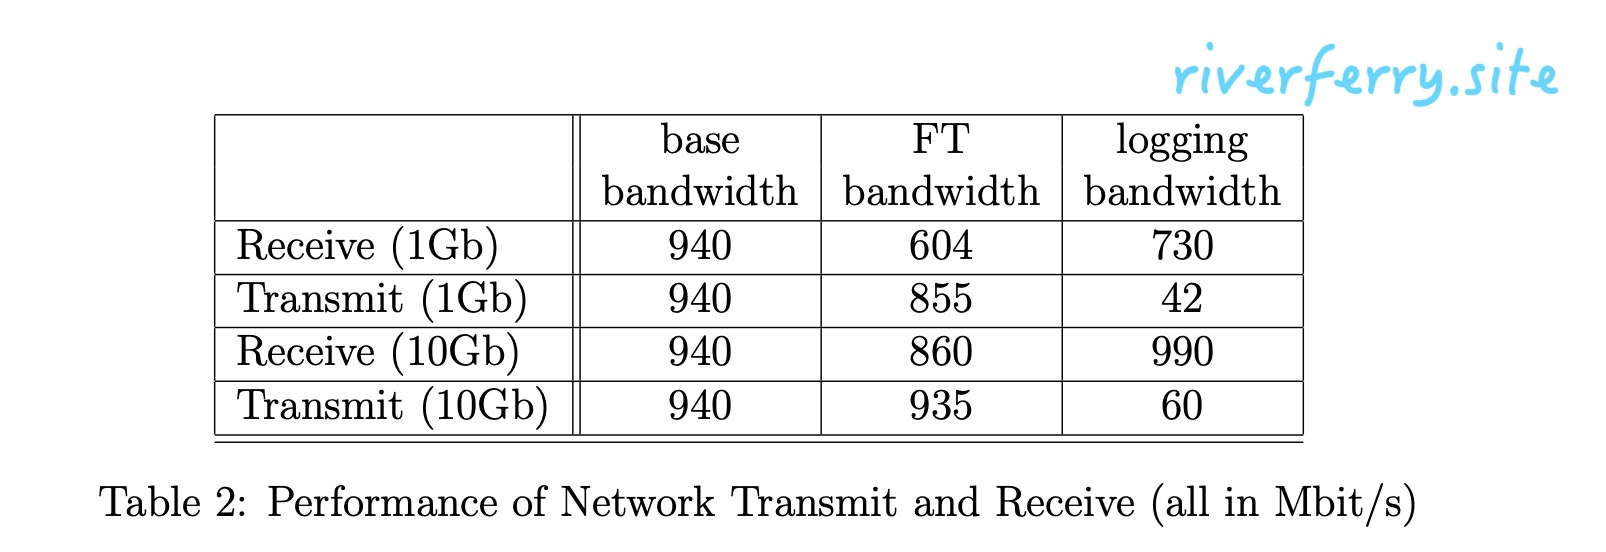 riverferry.site
base FT logging
bandwidth bandwidth bandwidth
Receive (1Gb) 940 604 730
Transmit (1Gb) 940 855 42
Receive (10Gb) 940 860 990
Transmit (10Gb) 940 935 60
Table 2: Performance of Network Transmit and Receive (all in Mbit/s)